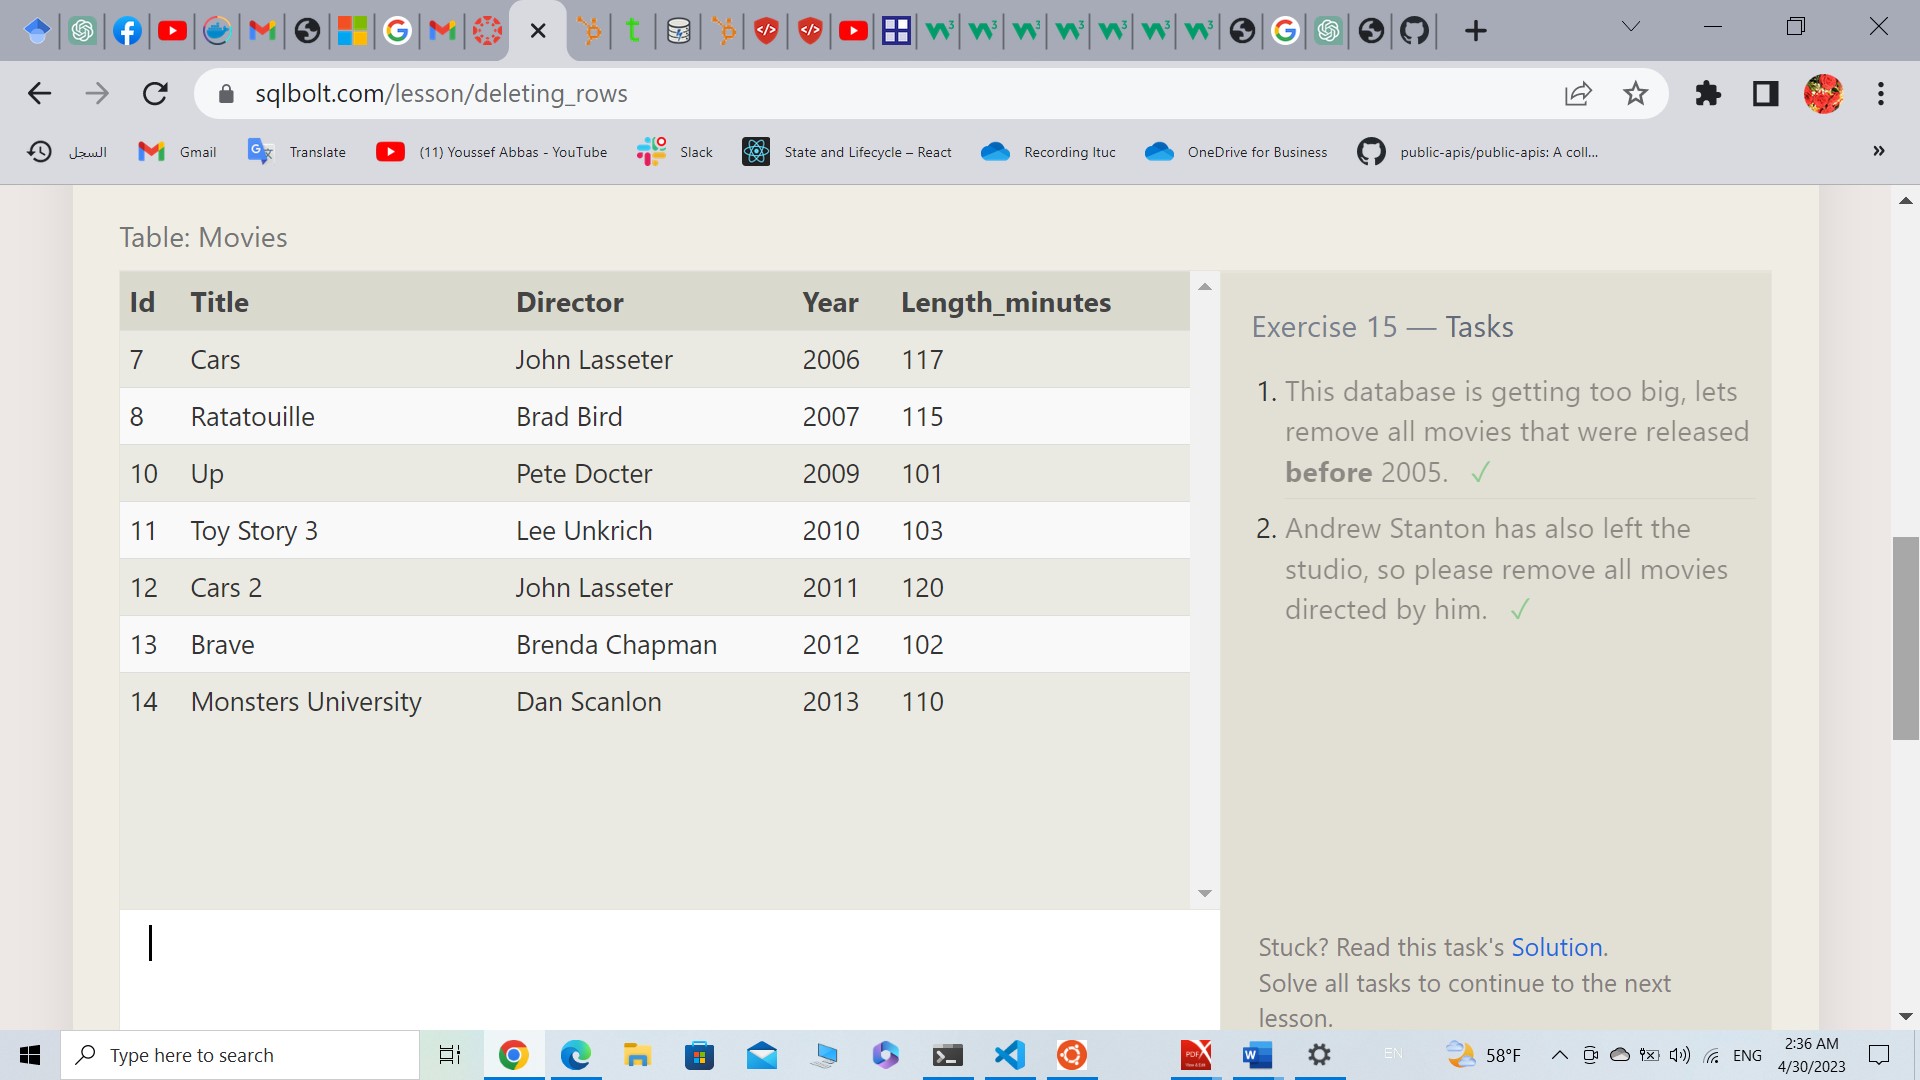 sqlbolt.com/lesson/deleting_rows
السجل Gmail Translate (11) Youssef Abbas - YouTube Slack State and Lifecycle – React Recording Ituc OneDrive for Business public-apis/public-apis: A coll... »
Table: Movies
Id Title Director Year Length_minutes
7 Cars John Lasseter 2006 117
8 Ratatouille Brad Bird 2007 115
10 Up Pete Docter 2009 101
11 Toy Story 3 Lee Unkrich 2010 103
12 Cars 2 John Lasseter 2011 120
13 Brave Brenda Chapman 2012 102
14 Monsters University Dan Scanlon 2013 110
Exercise 15 — Tasks
1. This database is getting too big, lets
remove all movies that were released
before 2005. ✓
2. Andrew Stanton has also left the
studio, so please remove all movies
directed by him. ✓
Stuck? Read this task's Solution.
Solve all tasks to continue to the next
lesson.
Type here to search
EN
58°F
ENG
2:36 AM
4/30/2023